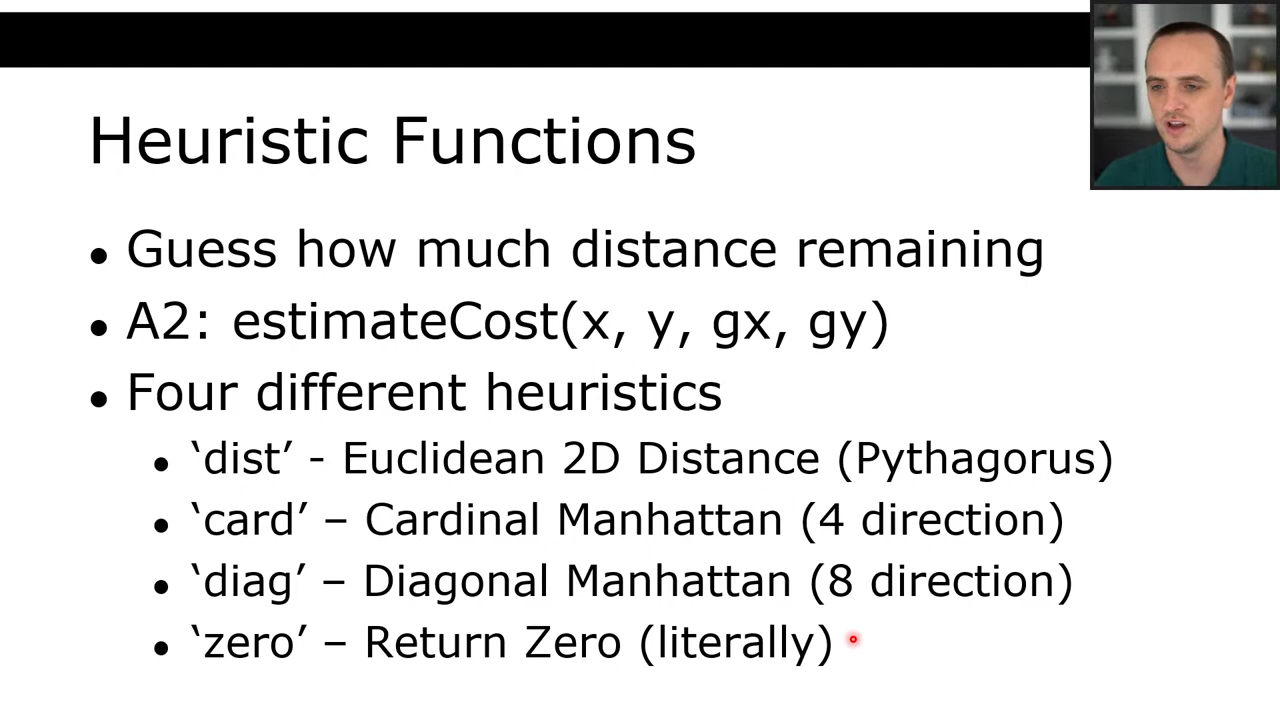 Heuristic Functions
• Guess how much distance remaining
• A2: estimateCost(x, y, gx, gy)
• Four different heuristics
• ‘dist’ - Euclidean 2D Distance (Pythagorus)
• ‘card’ – Cardinal Manhattan (4 direction)
• ‘diag’ – Diagonal Manhattan (8 direction)
• ‘zero’ – Return Zero (literally)